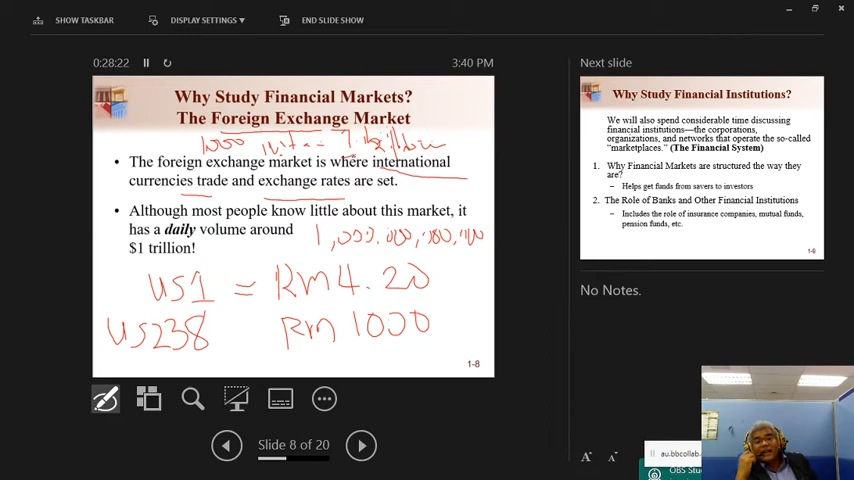 SHOW TASKBAR
DISPLAY SETTINGS
END SLIDE SHOW
0:28:22
3:40 PM
Why Study Financial Markets?
The Foreign Exchange Market
1000
• The foreign exchange market is where international
currencies trade and exchange rates are set.
• Although most people know little about this market, it
has a daily volume around
$1 trillion!
1,000,000,000,000
US1 = RM4.20
US238 RM1000
1-8
Slide 8 of 20
Next slide
Why Study Financial Institutions?
We will also spend considerable time discussing
financial institutions—the corporations,
organizations, and networks that operate the so-called
"marketplaces." (The Financial System)
1. Why Financial Markets are structured the way they
are?
– Helps get funds from savers to investors
2. The Role of Banks and Other Financial Institutions
– Includes the role of insurance companies, mutual funds,
pension funds, etc.
1-9
No Notes.
A A
au.bbcollab.
OBS Stud